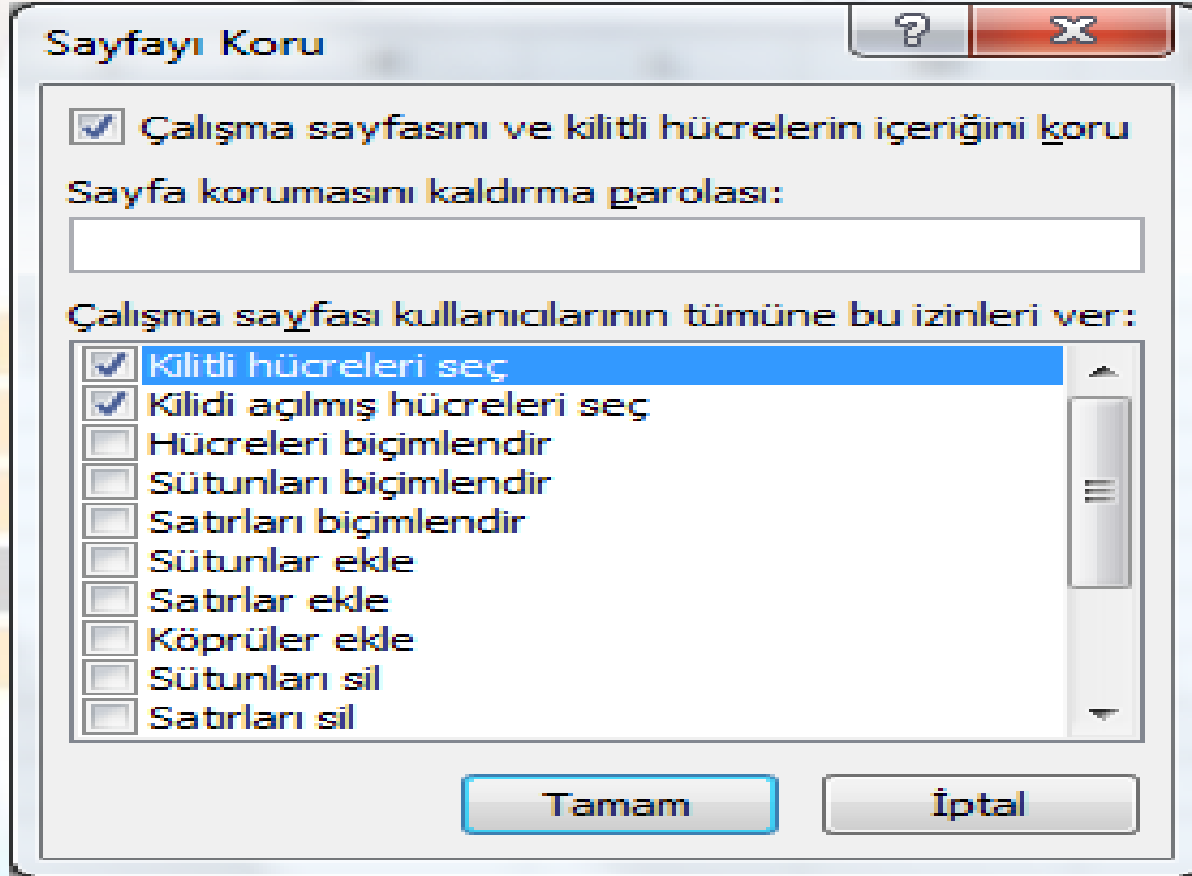 Sayfayı Koru
Çalışma sayfasını ve kilitli hücrelerin içeriğini koru
Sayfa korumasını kaldırma parolası:
Çalışma sayfası kullanıcılarının tümüne bu izinleri ver:
Kilitli hücreleri seç
Kilidi açılmış hücreleri seç
Hücreleri biçimlendir
Sütunları biçimlendir
Satırları biçimlendir
Sütunlar ekle
Satırlar ekle
Köprüler ekle
Sütunları sil
Satırları sil
Tamam İptal